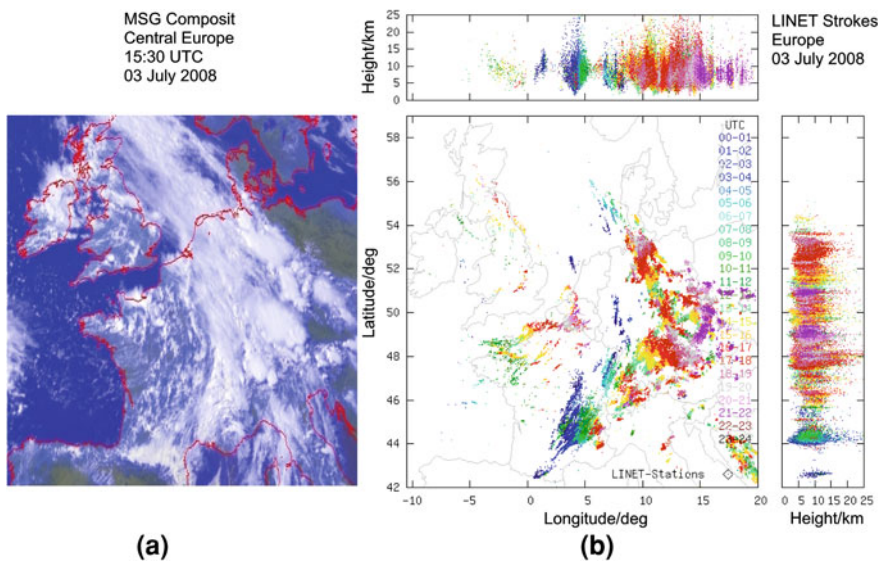 MSG Composit
Central Europe
15:30 UTC
03 July 2008
LINET Strokes
Europe
03 July 2008
Height/km
25
20
15
10
5
0
58
56
54
52
50
48
46
44
42
Latitude/deg
UTC
00-01
01-02
02-03
03-04
04-05
05-06
06-07
07-08
08-09
09-10
10-11
11-12
16-17
17-18
18-19
19-20
20-21
21-22
22-23
23-24
LINET-Stations
-10 -5 0 5 10 15 20
Longitude/deg
0 5 10 15 20 25
Height/km
(a)
(b)